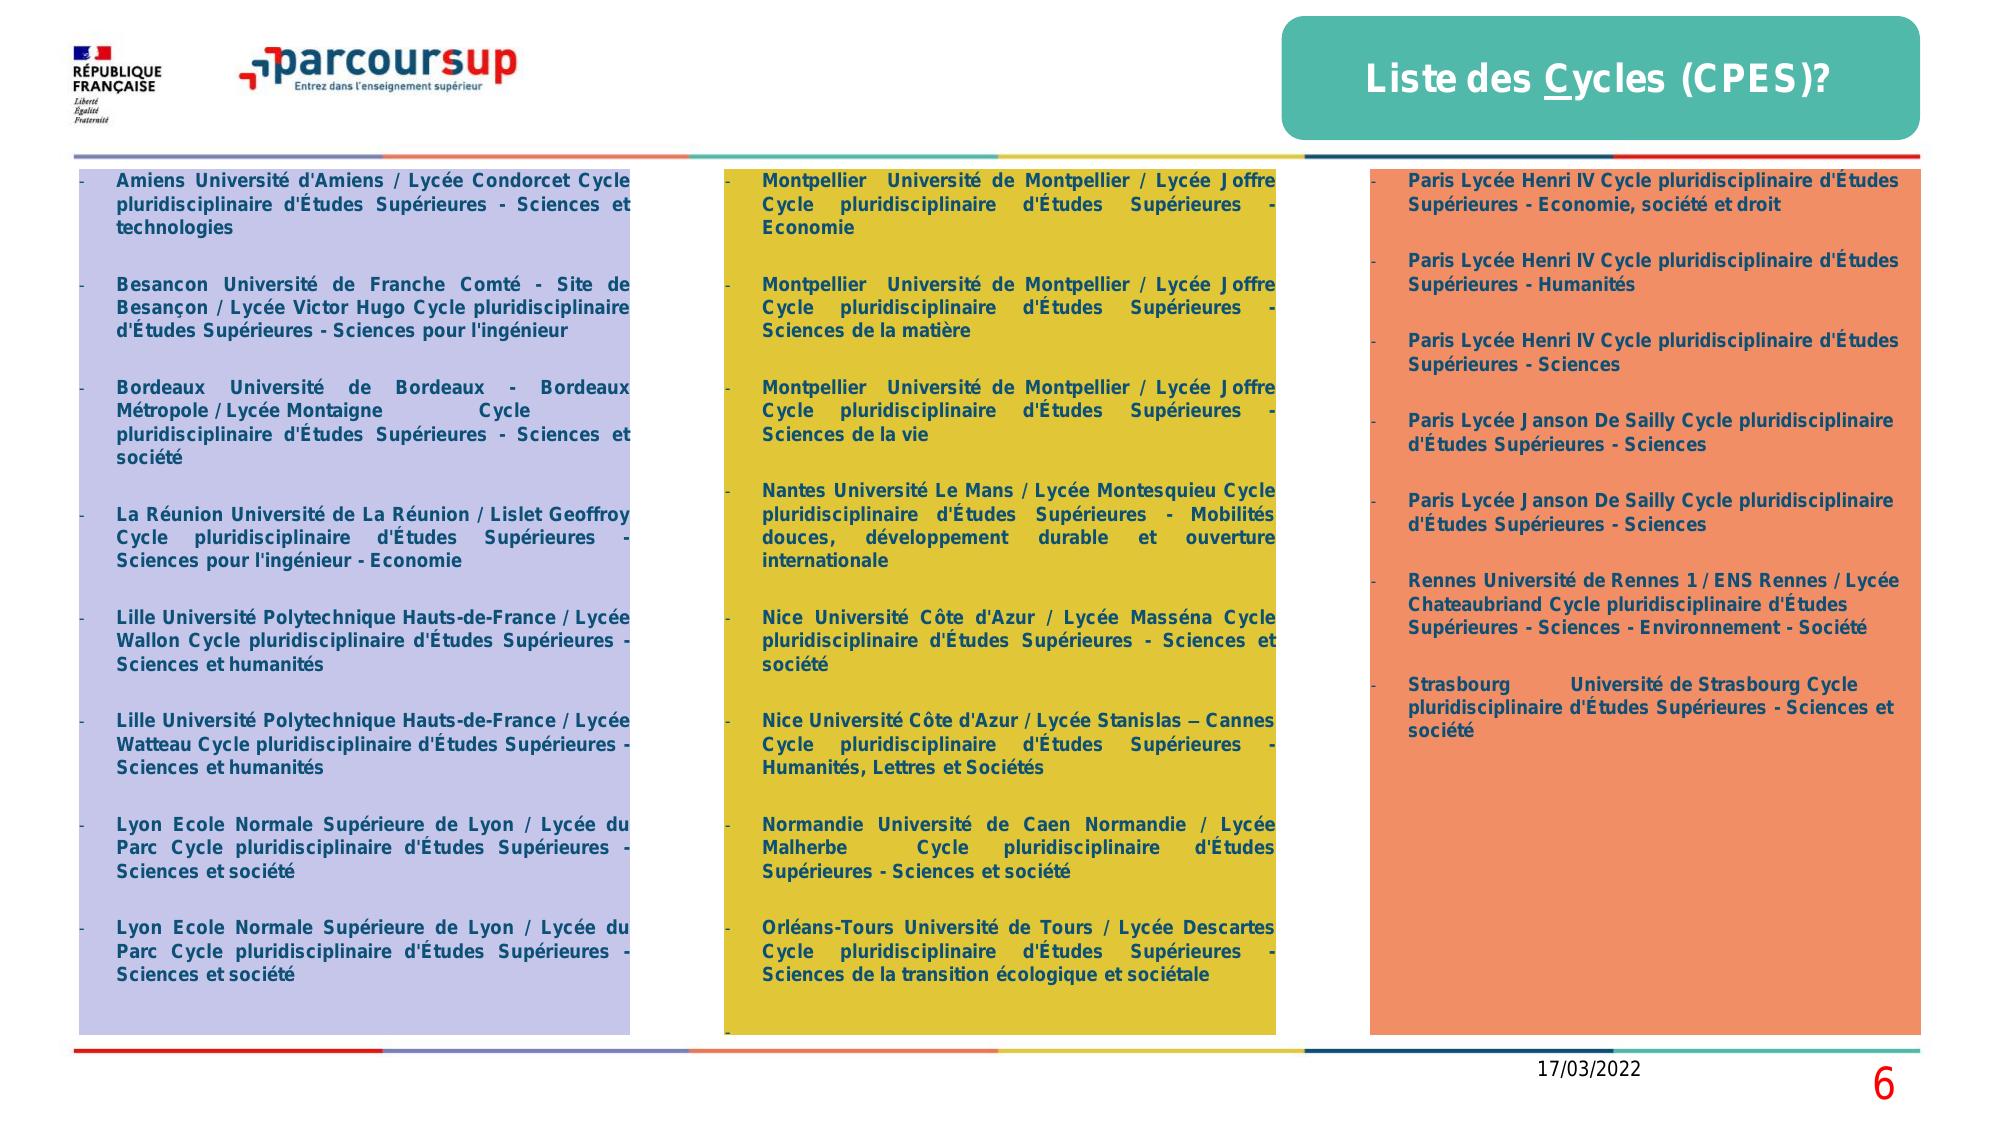 RÉPUBLIQUE
FRANÇAISE
Liberté
Égalité
Fraternité
parcoursup
Entrez dans l'enseignement supérieur
Liste des Cycles (CPES)?
- Amiens Université d'Amiens / Lycée Condorcet Cycle
pluridisciplinaire d'Études Supérieures - Sciences et
technologies
- Besancon Université de Franche Comté - Site de
Besançon / Lycée Victor Hugo Cycle pluridisciplinaire
d'Études Supérieures - Sciences pour l'ingénieur
- Bordeaux Université de Bordeaux - Bordeaux
Métropole / Lycée Montaigne Cycle
pluridisciplinaire d'Études Supérieures - Sciences et
société
- La Réunion Université de La Réunion / Lislet Geoffroy
Cycle pluridisciplinaire d'Études Supérieures -
Sciences pour l'ingénieur - Economie
- Lille Université Polytechnique Hauts-de-France / Lycée
Wallon Cycle pluridisciplinaire d'Études Supérieures -
Sciences et humanités
- Lille Université Polytechnique Hauts-de-France / Lycée
Watteau Cycle pluridisciplinaire d'Études Supérieures -
Sciences et humanités
- Lyon Ecole Normale Supérieure de Lyon / Lycée du
Parc Cycle pluridisciplinaire d'Études Supérieures -
Sciences et société
- Lyon Ecole Normale Supérieure de Lyon / Lycée du
Parc Cycle pluridisciplinaire d'Études Supérieures -
Sciences et société
- Montpellier Université de Montpellier / Lycée Joffre
Cycle pluridisciplinaire d'Études Supérieures -
Economie
- Montpellier Université de Montpellier / Lycée Joffre
Cycle pluridisciplinaire d'Études Supérieures -
Sciences de la matière
- Montpellier Université de Montpellier / Lycée Joffre
Cycle pluridisciplinaire d'Études Supérieures -
Sciences de la vie
- Nantes Université Le Mans / Lycée Montesquieu Cycle
pluridisciplinaire d'Études Supérieures - Mobilités
douces, développement durable et ouverture
internationale
- Nice Université Côte d'Azur / Lycée Masséna Cycle
pluridisciplinaire d'Études Supérieures - Sciences et
société
- Nice Université Côte d'Azur / Lycée Stanislas – Cannes
Cycle pluridisciplinaire d'Études Supérieures -
Humanités, Lettres et Sociétés
- Normandie Université de Caen Normandie / Lycée
Malherbe Cycle pluridisciplinaire d'Études
Supérieures - Sciences et société
- Orléans-Tours Université de Tours / Lycée Descartes
Cycle pluridisciplinaire d'Études Supérieures -
Sciences de la transition écologique et sociétale
-
- Paris Lycée Henri IV Cycle pluridisciplinaire d'Études
Supérieures - Economie, société et droit
- Paris Lycée Henri IV Cycle pluridisciplinaire d'Études
Supérieures - Humanités
- Paris Lycée Henri IV Cycle pluridisciplinaire d'Études
Supérieures - Sciences
- Paris Lycée Janson De Sailly Cycle pluridisciplinaire
d'Études Supérieures - Sciences
- Paris Lycée Janson De Sailly Cycle pluridisciplinaire
d'Études Supérieures - Sciences
- Rennes Université de Rennes 1 / ENS Rennes / Lycée
Chateaubriand Cycle pluridisciplinaire d'Études
Supérieures - Sciences - Environnement - Société
- Strasbourg Université de Strasbourg Cycle
pluridisciplinaire d'Études Supérieures - Sciences et
société
17/03/2022
6